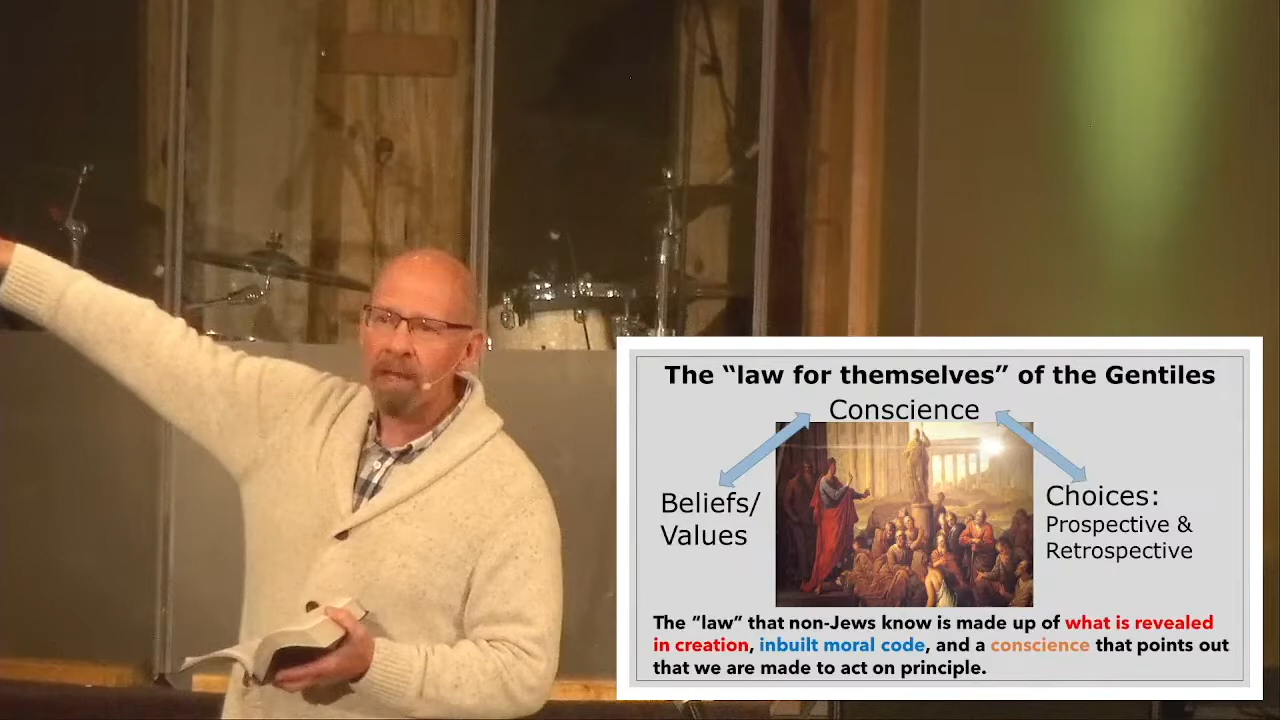 The “law for themselves” of the Gentiles
Conscience
Beliefs/
Values
Choices:
Prospective &
Retrospective
The “law” that non-Jews know is made up of what is revealed
in creation, inbuilt moral code, and a conscience that points out
that we are made to act on principle.